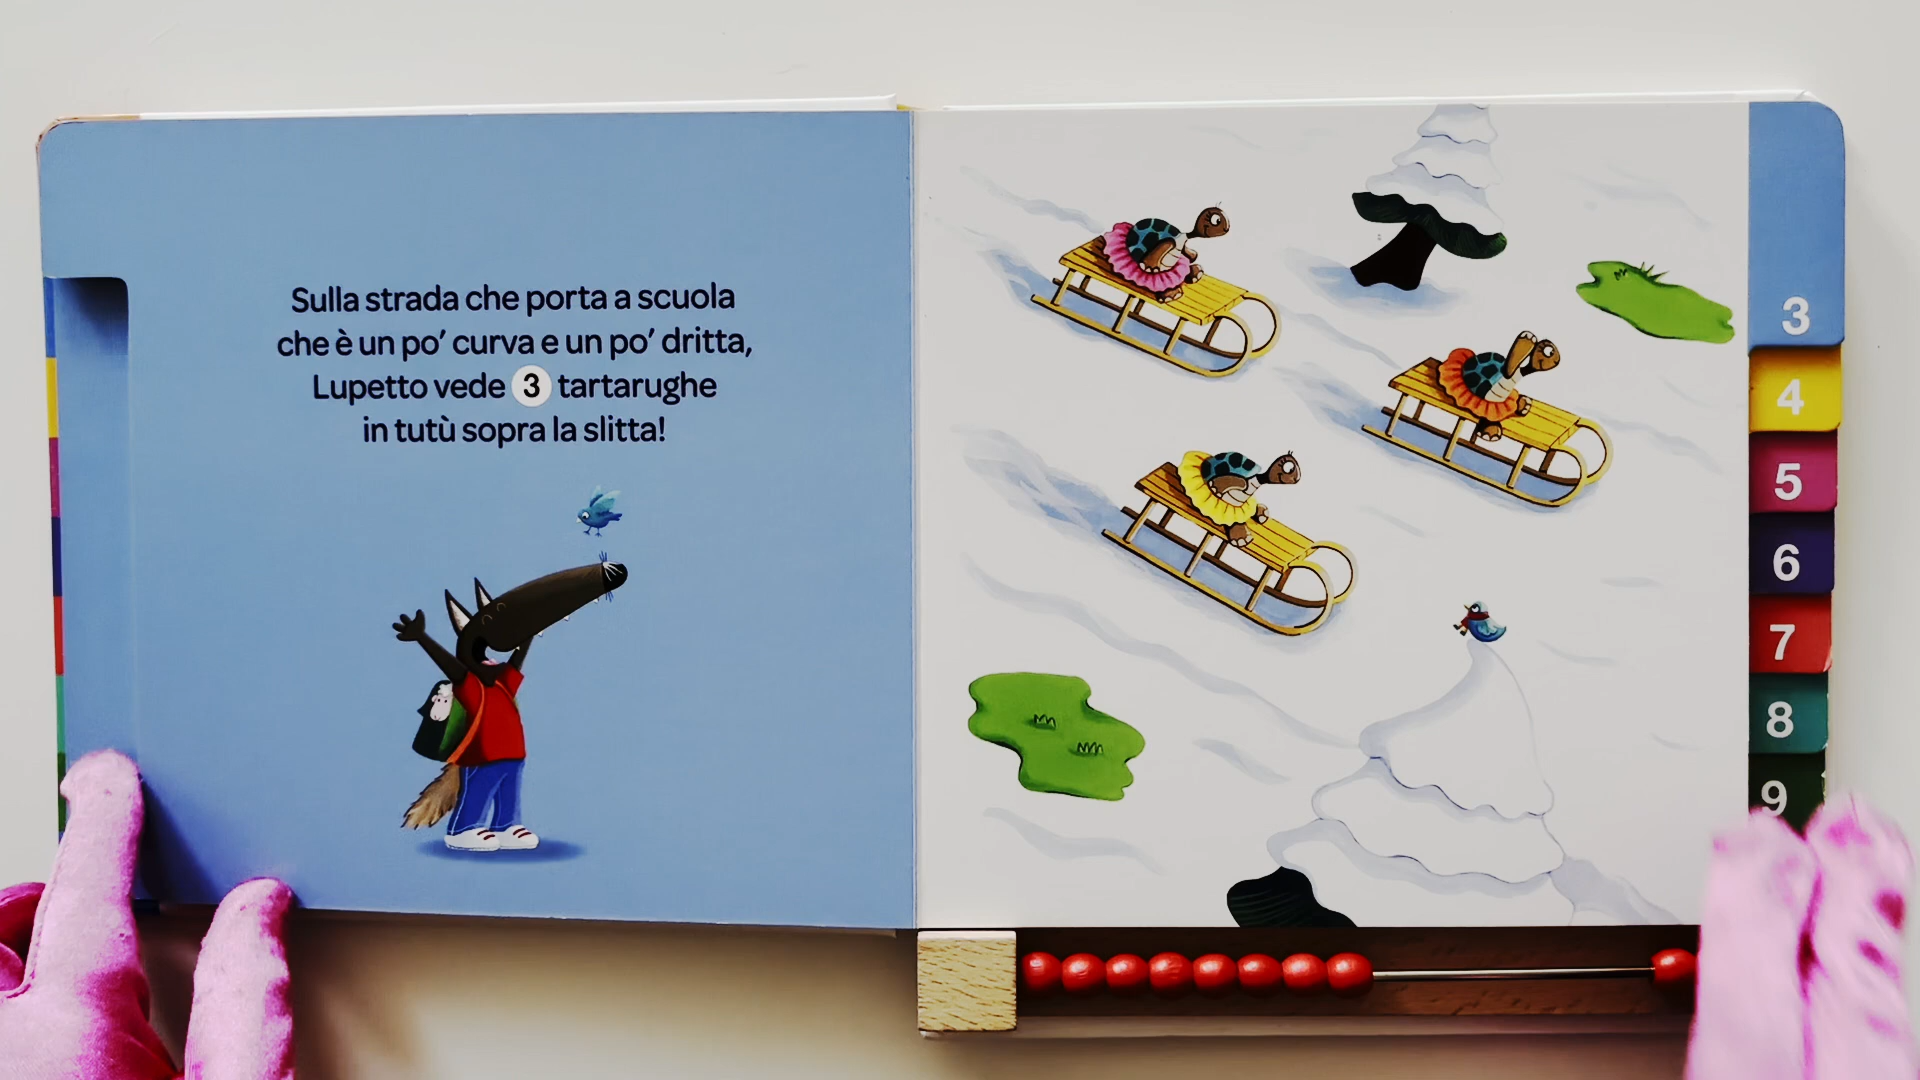 Sulla strada che porta a scuola
che è un po’ curva e un po’ dritta,
Lupetto vede 3 tartarughe
in tutù sopra la slitta!
3
4
5
6
7
8
9